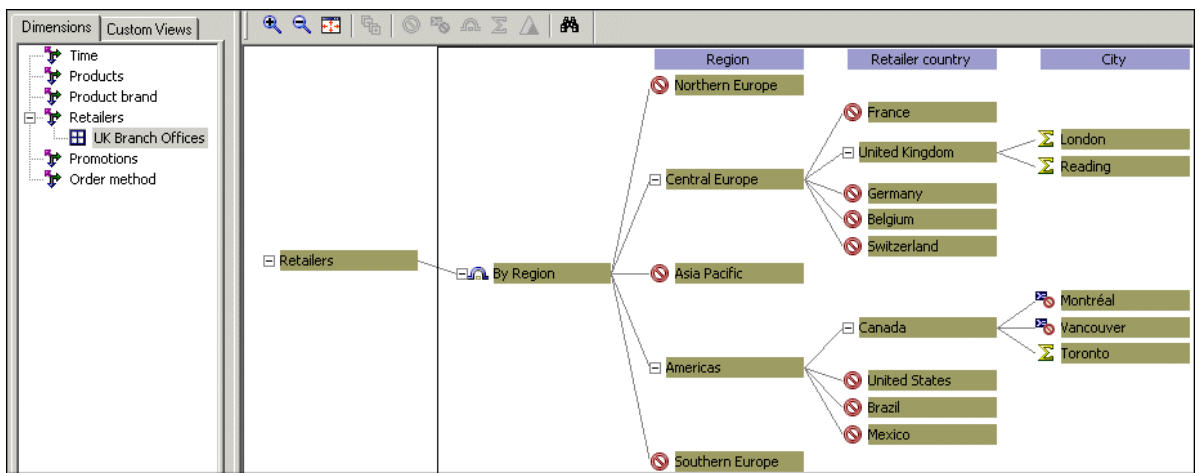 Dimensions
Custom Views
Time
Products
Product brand
Retailers
UK Branch Offices
Promotions
Order method
Region
Retailer country
City
Northern Europe
France
United Kingdom
London
Reading
Central Europe
Germany
Belgium
Switzerland
Retailers
By Region
Asia Pacific
Montréal
Canada
Vancouver
Toronto
Americas
United States
Brazil
Mexico
Southern Europe